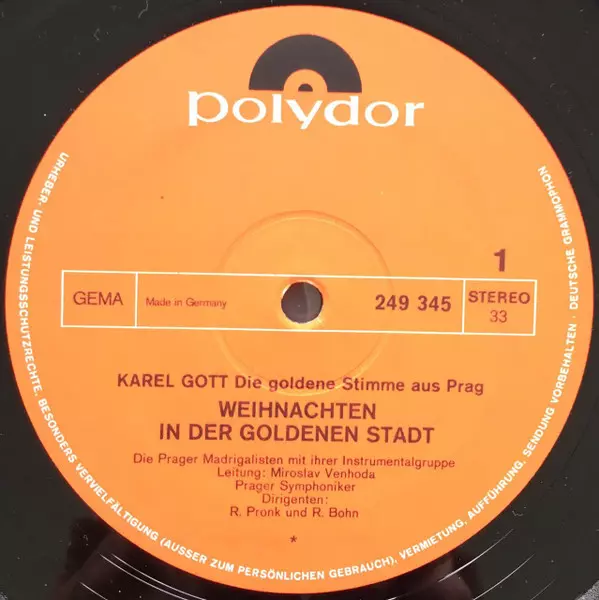 polydor
1
GEMA
Made in Germany
249 345
STEREO
33
KAREL GOTT Die goldene Stimme aus Prag
WEIHNACHTEN
IN DER GOLDENEN STADT
Die Prager Madrigalisten mit ihrer Instrumentalgruppe
Leitung: Miroslav Venhoda
Prager Symphoniker
Dirigenten:
R. Pronk und R. Bohn
*
URHEBER- UND LEISTUNGSSCHUTZRECHTE. BESONDERS VERVIELFÄLTIGUNG (AUSSER ZUM PERSÖNLICHEN GEBRAUCH), VERMIETUNG, AUFFÜHRUNG, SENDUNG VORBEHALTEN · DEUTSCHE GRAMMOPHON